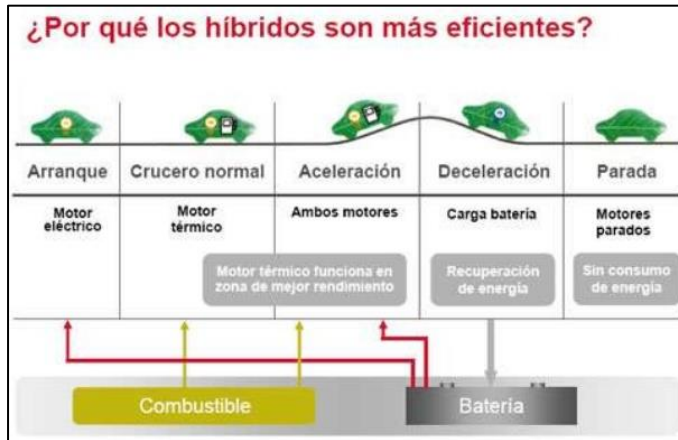 ¿Por qué los híbridos son más eficientes?
Arranque
Crucero normal
Aceleración
Deceleración
Parada
Motor
eléctrico
Motor
térmico
Ambos motores
Carga batería
Motores
parados
Motor térmico funciona en
zona de mejor rendimiento
Recuperación
de energía
Sin consumo
de energía
Combustible
Batería